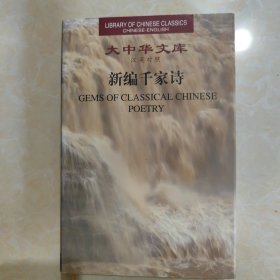 LIBRARY OF CHINESE CLASSICS
CHINESE-ENGLISH
大中华文库
汉英对照
新编千家诗
GEMS OF CLASSICAL CHINESE
POETRY